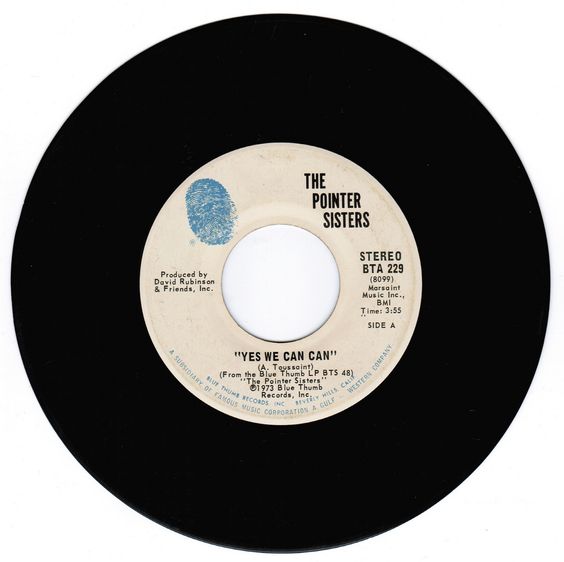 THE
POINTER
SISTERS
®
STEREO
BTA 229
(8099)
Marsaint
Music Inc.,
BMI
Time: 3:55
SIDE A
Produced by
David Rubinson
& Friends, Inc.
"YES WE CAN CAN"
(A. Toussaint)
(From the Blue Thumb LP BTS 48)
"The Pointer Sisters"
℗1973 Blue Thumb
Records, Inc.
BLUE THUMB RECORDS, INC. BEVERLY HILLS, CALIF.
A SUBSIDIARY OF FAMOUS MUSIC CORPORATION A GULF + WESTERN COMPANY